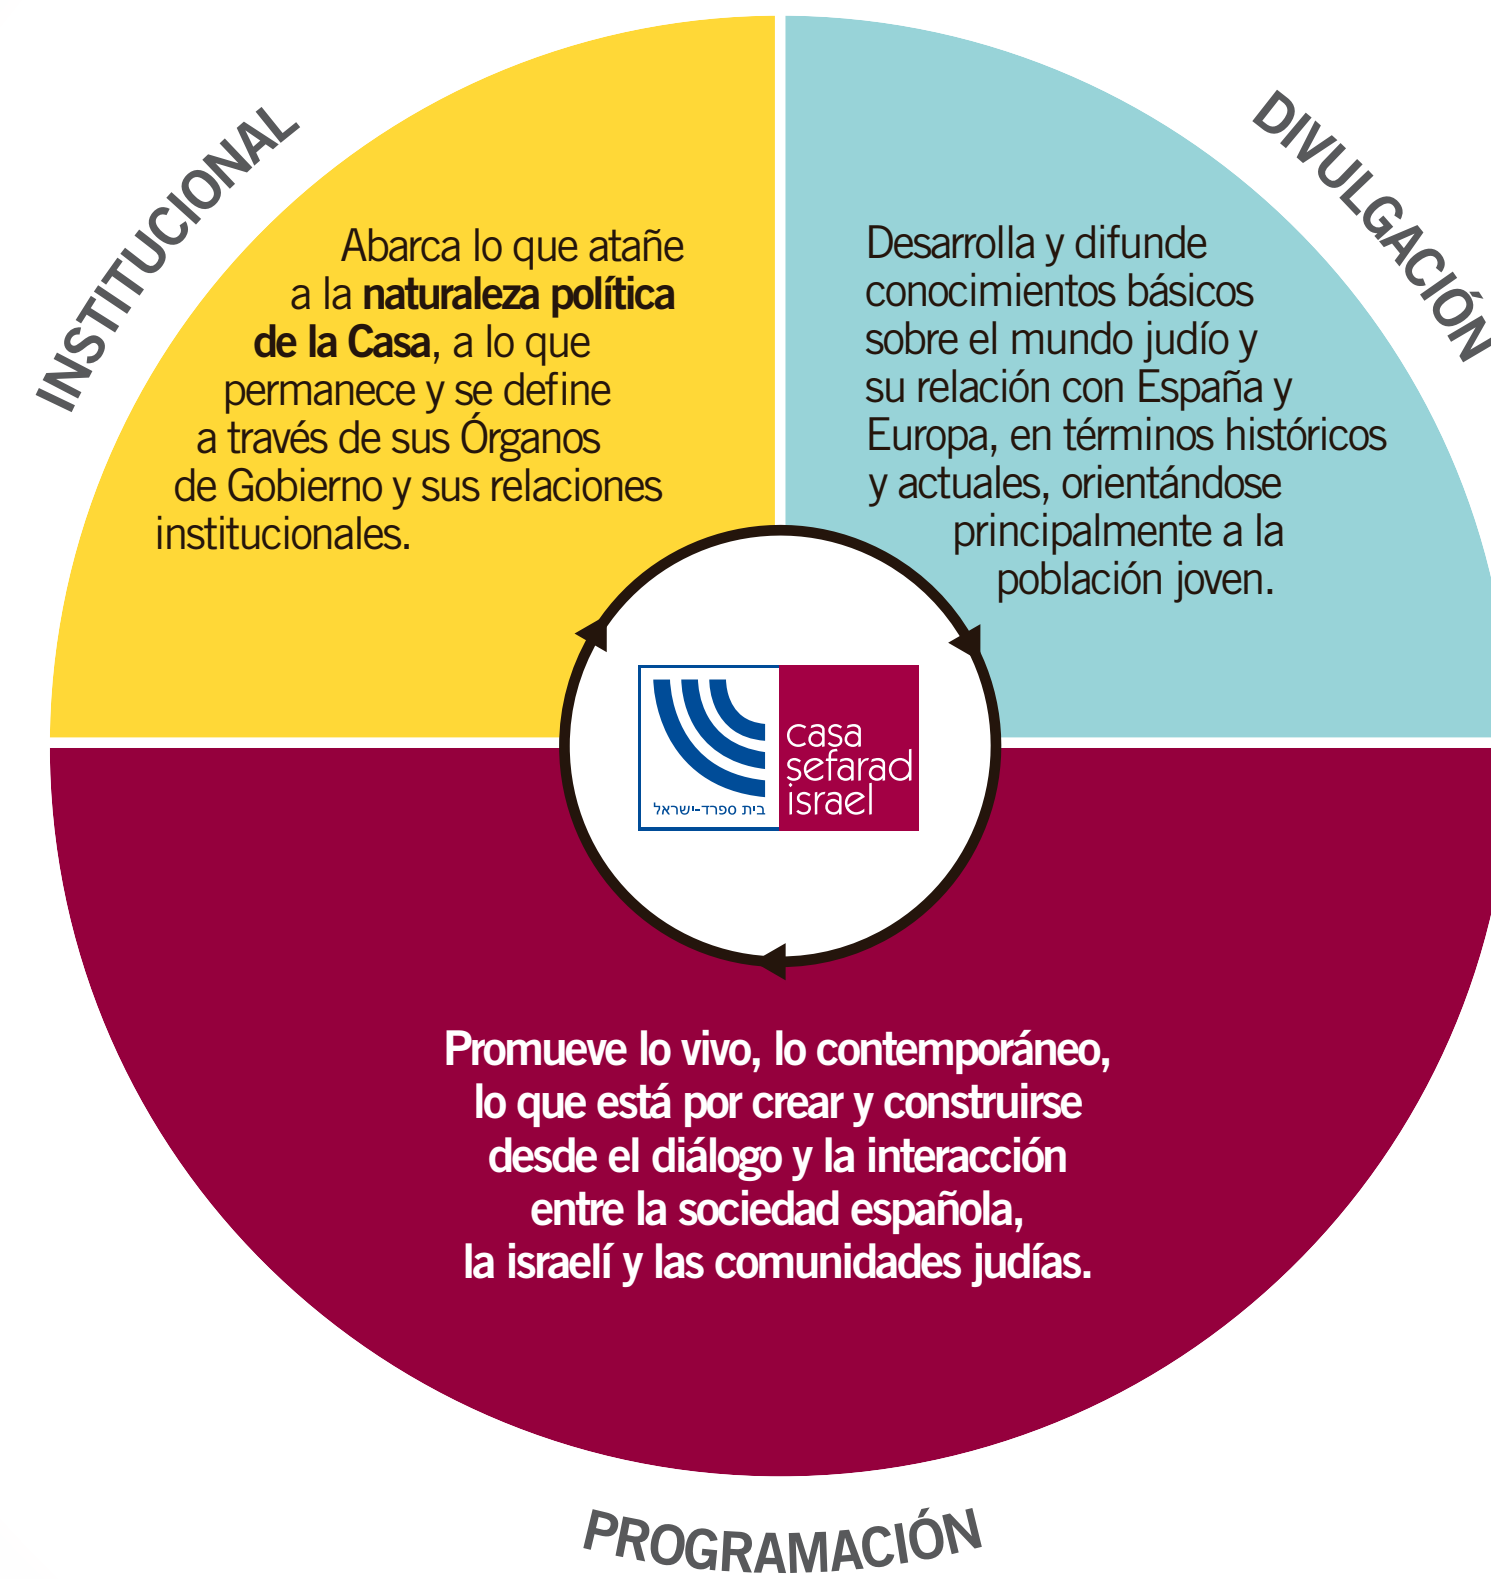 INSTITUCIONAL
Abarca lo que atañe
a la naturaleza política
de la Casa, a lo que
permanece y se define
a través de sus Órganos
de Gobierno y sus relaciones
institucionales.
DIVULGACIÓN
Desarrolla y difunde
conocimientos básicos
sobre el mundo judío y
su relación con España y
Europa, en términos históricos
y actuales, orientándose
principalmente a la
población joven.
בית ספרד-ישראל
casa
sefarad
israel
Promueve lo vivo, lo contemporáneo,
lo que está por crear y construirse
desde el diálogo y la interacción
entre la sociedad española,
la israelí y las comunidades judías.
PROGRAMACIÓN